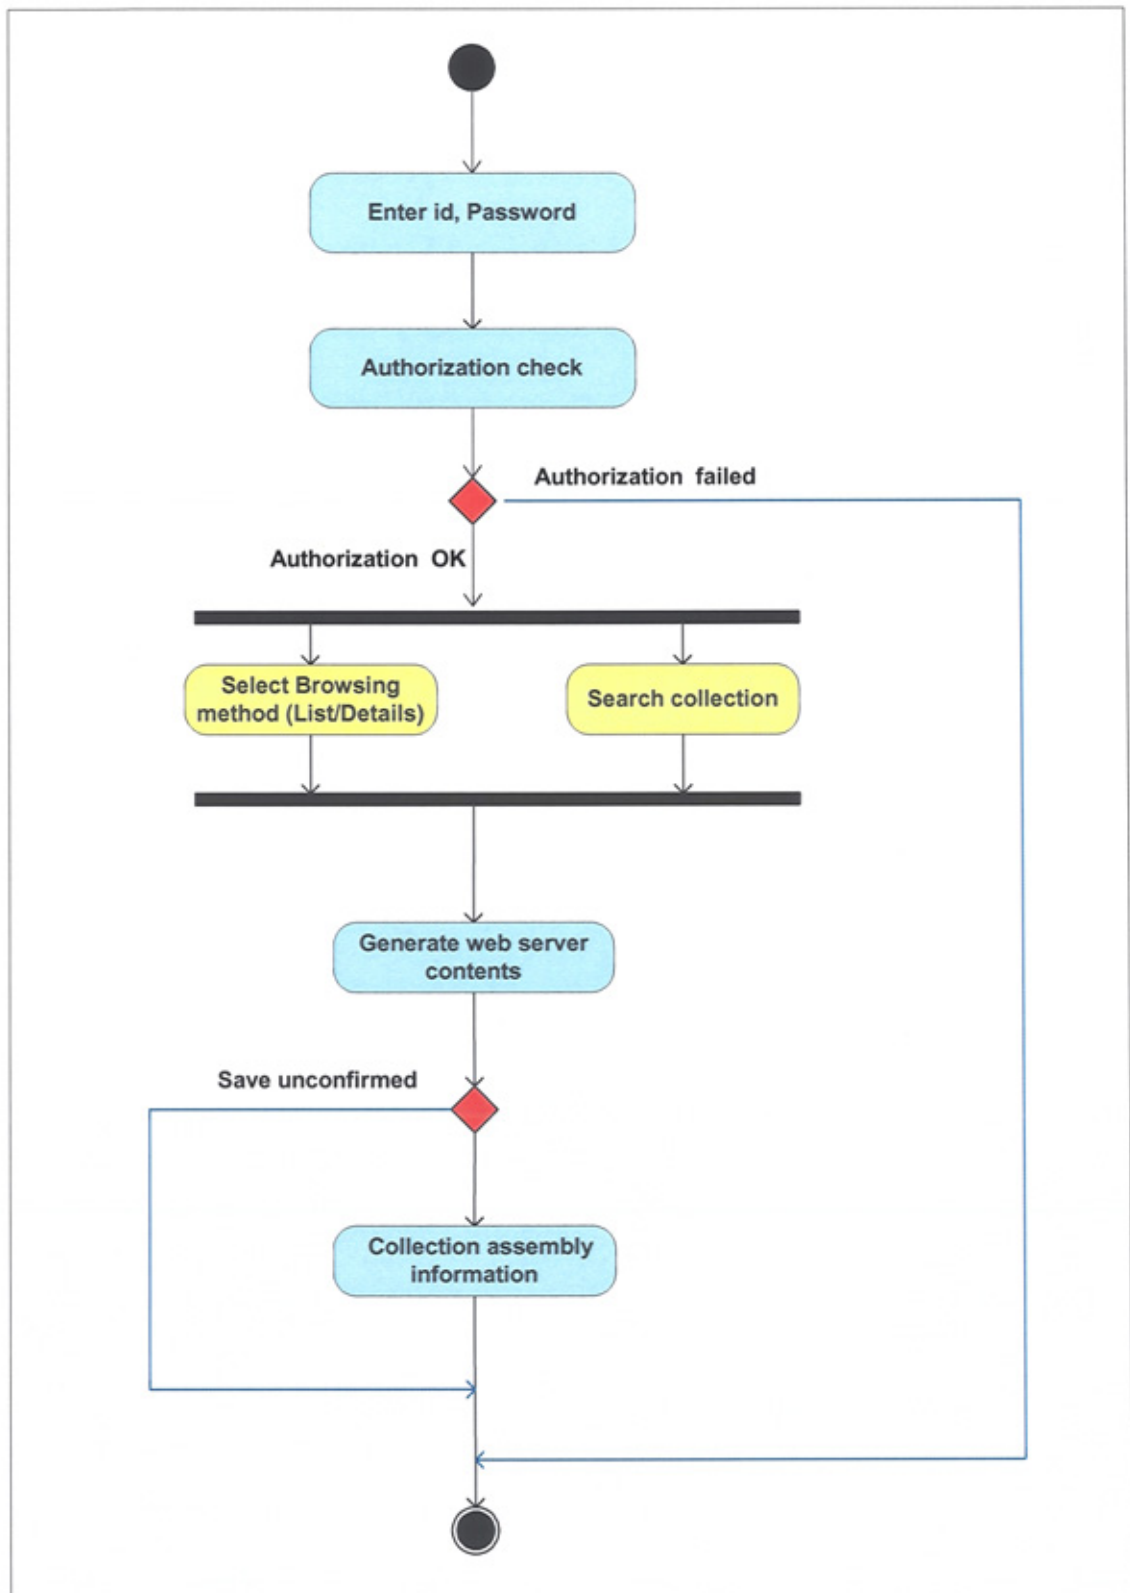 Enter id, Password
Authorization check
Authorization failed
Authorization OK
Select Browsing
method (List/Details)
Search collection
Generate web server
contents
Save unconfirmed
Collection assembly
information